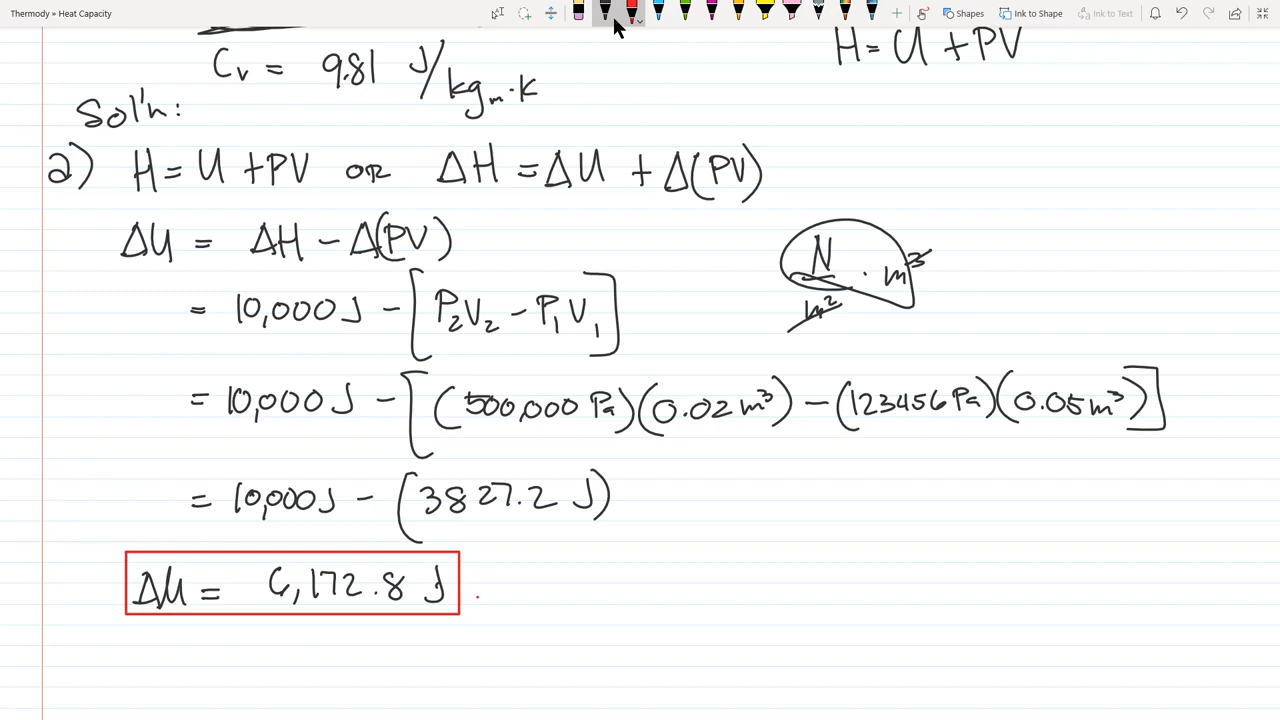 Thermody » Heat Capacity
Shapes Ink to Shape Ink to Text
H = U + PV
Cv = 9.81 J/kgm·K
Sol'n:
a) H = U + PV or ΔH = ΔU + Δ(PV)
ΔU = ΔH - Δ(PV)
N/m² · m³
= 10,000 J - [P₂V₂ - P₁V₁]
= 10,000 J - [(500,000 Pa)(0.02 m³) - (123456 Pa)(0.05 m³)]
= 10,000 J - (3827.2 J)
ΔU = 6,172.8 J